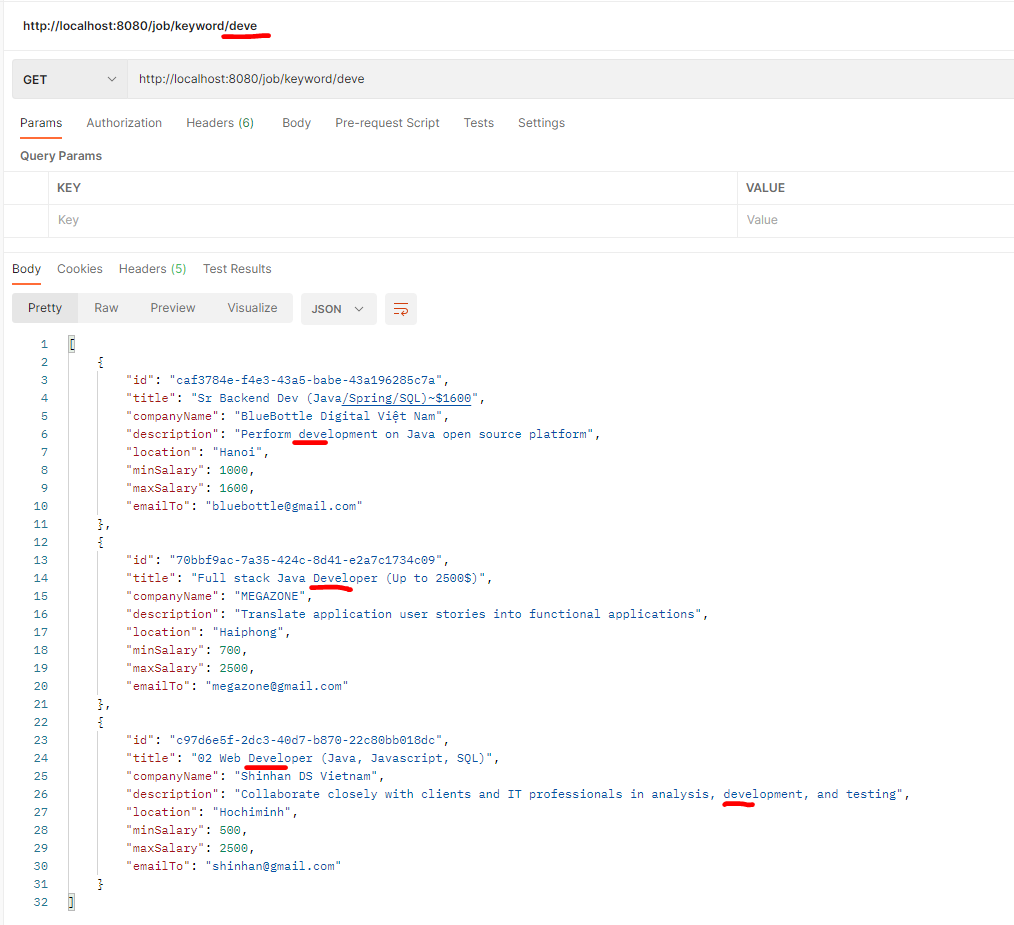 http://localhost:8080/job/keyword/deve
GET http://localhost:8080/job/keyword/deve
Params Authorization Headers (6) Body Pre-request Script Tests Settings
Query Params
KEY VALUE
Key Value
Body Cookies Headers (5) Test Results
Pretty Raw Preview Visualize JSON
1 [
2 {
3 "id": "caf3784e-f4e3-43a5-babe-43a196285c7a",
4 "title": "Sr Backend Dev (Java/Spring/SQL)~$1600",
5 "companyName": "BlueBottle Digital Việt Nam",
6 "description": "Perform development on Java open source platform",
7 "location": "Hanoi",
8 "minSalary": 1000,
9 "maxSalary": 1600,
10 "emailTo": "bluebottle@gmail.com"
11 },
12 {
13 "id": "70bbf9ac-7a35-424c-8d41-e2a7c1734c09",
14 "title": "Full stack Java Developer (Up to 2500$)",
15 "companyName": "MEGAZONE",
16 "description": "Translate application user stories into functional applications",
17 "location": "Haiphong",
18 "minSalary": 700,
19 "maxSalary": 2500,
20 "emailTo": "megazone@gmail.com"
21 },
22 {
23 "id": "c97d6e5f-2dc3-40d7-b870-22c80bb018dc",
24 "title": "02 Web Developer (Java, Javascript, SQL)",
25 "companyName": "Shinhan DS Vietnam",
26 "description": "Collaborate closely with clients and IT professionals in analysis, development, and testing",
27 "location": "Hochiminh",
28 "minSalary": 500,
29 "maxSalary": 2500,
30 "emailTo": "shinhan@gmail.com"
31 }
32 ]